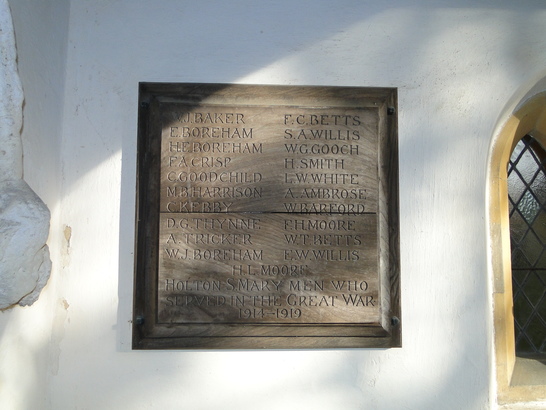 W.J. BAKER F.C. BETTS
E. BOREHAM S.A. WILLIS
H.E. BOREHAM W.G. GOOCH
F.A. CRISP H. SMITH
C. GOODCHILD L.W. WHITE
M.B. HARRISON A. AMBROSE
C. KERRY W. BARFORD
D.G. THYNNE F.H. MOORE
A. TRICKER W.T. BETTS
W.J. BOREHAM F.W. WILLIS
H.L. MOORE
HOLTON S. MARY MEN WHO
SERVED IN THE GREAT WAR
1914-1919